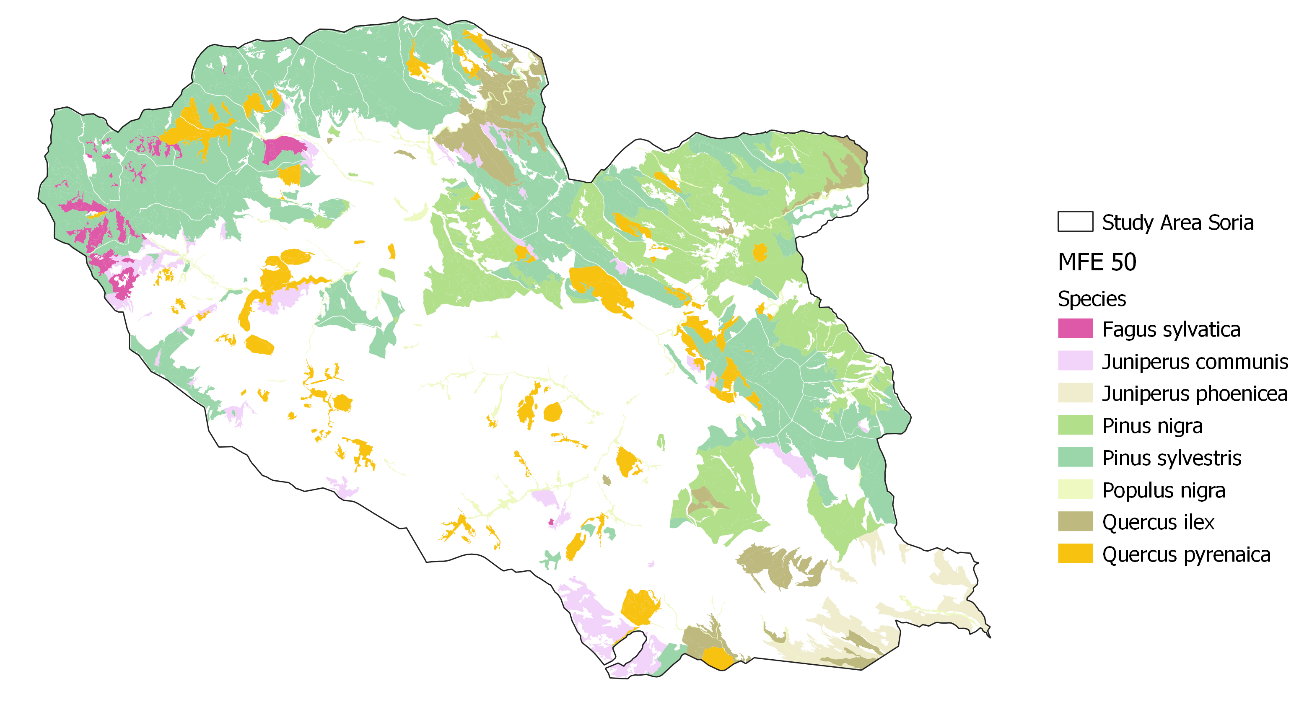 Study Area Soria
MFE 50
Species
Fagus sylvatica
Juniperus communis
Juniperus phoenicea
Pinus nigra
Pinus sylvestris
Populus nigra
Quercus ilex
Quercus pyrenaica